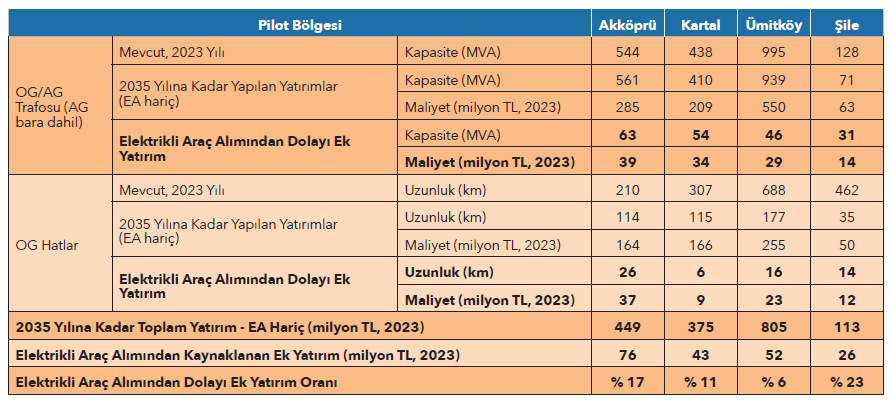 Pilot Bölgesi Akköprü Kartal Ümitköy Şile
OG/AG
Trafosu (AG
bara dahil)
Mevcut, 2023 Yılı Kapasite (MVA) 544 438 995 128
2035 Yılına Kadar Yapılan Yatırımlar
(EA hariç)
Kapasite (MVA) 561 410 939 71
Maliyet (milyon TL, 2023) 285 209 550 63
Elektrikli Araç Alımından Dolayı Ek
Yatırım
Kapasite (MVA) 63 54 46 31
Maliyet (milyon TL, 2023) 39 34 29 14
OG Hatlar
Mevcut, 2023 Yılı Uzunluk (km) 210 307 688 462
2035 Yılına Kadar Yapılan Yatırımlar
(EA hariç)
Uzunluk (km) 114 115 177 35
Maliyet (milyon TL, 2023) 164 166 255 50
Elektrikli Araç Alımından Dolayı Ek
Yatırım
Uzunluk (km) 26 6 16 14
Maliyet (milyon TL, 2023) 37 9 23 12
2035 Yılına Kadar Toplam Yatırım - EA Hariç (milyon TL, 2023) 449 375 805 113
Elektrikli Araç Alımından Kaynaklanan Ek Yatırım (milyon TL, 2023) 76 43 52 26
Elektrikli Araç Alımından Dolayı Ek Yatırım Oranı % 17 % 11 % 6 % 23